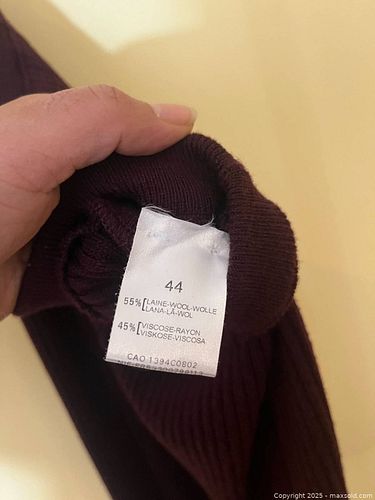 44
55% [LAINE-WOOL-WOLLE
LANA-LÃ-WOL
45% [VISCOSE-RAYON
VISKOSE-VISCOSA
CAO 1394C0802
Copyright 2025 - maxsold.com